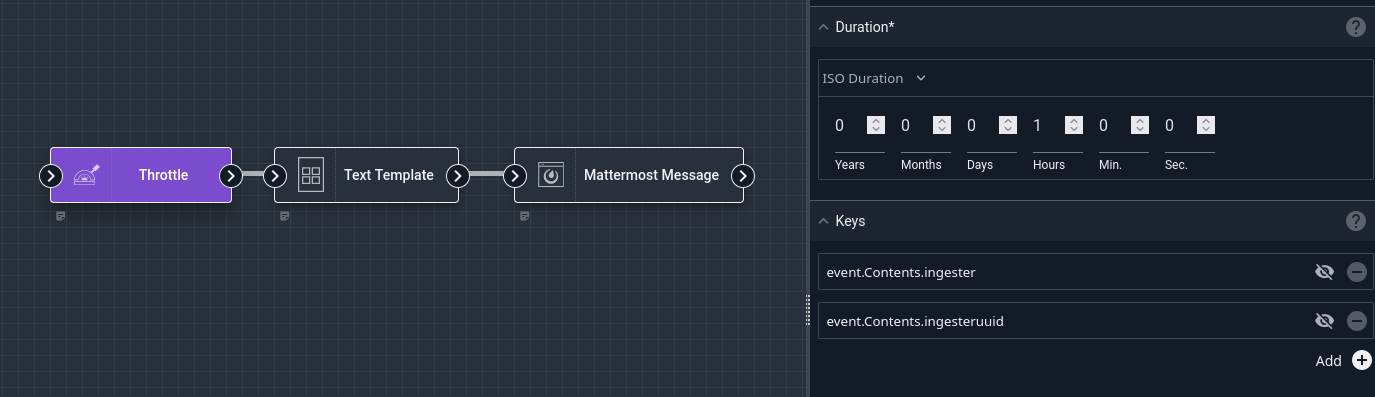 Throttle
Text Template
Mattermost Message
Duration*
?
ISO Duration
0 0 0 1 0 0
Years Months Days Hours Min. Sec.
Keys
?
event.Contents.ingester
event.Contents.ingesteruuid
Add